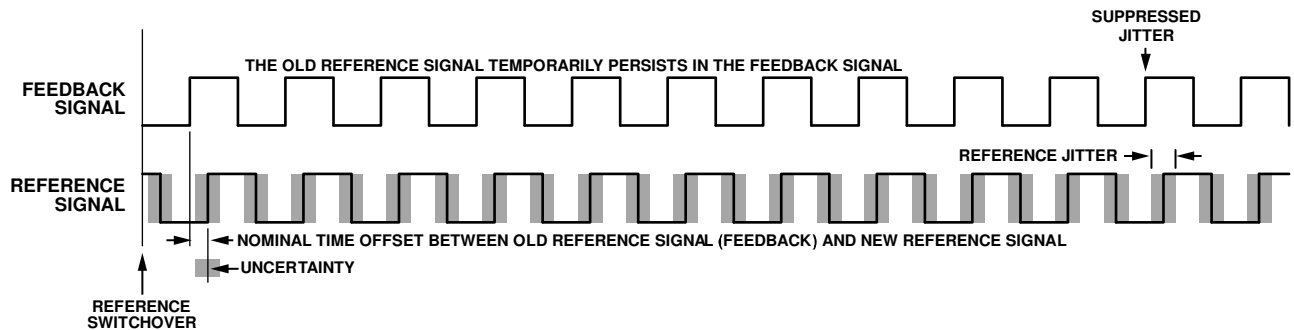 SUPPRESSED
JITTER
THE OLD REFERENCE SIGNAL TEMPORARILY PERSISTS IN THE FEEDBACK SIGNAL
FEEDBACK
SIGNAL
REFERENCE JITTER
REFERENCE
SIGNAL
NOMINAL TIME OFFSET BETWEEN OLD REFERENCE SIGNAL (FEEDBACK) AND NEW REFERENCE SIGNAL
UNCERTAINTY
REFERENCE
SWITCHOVER